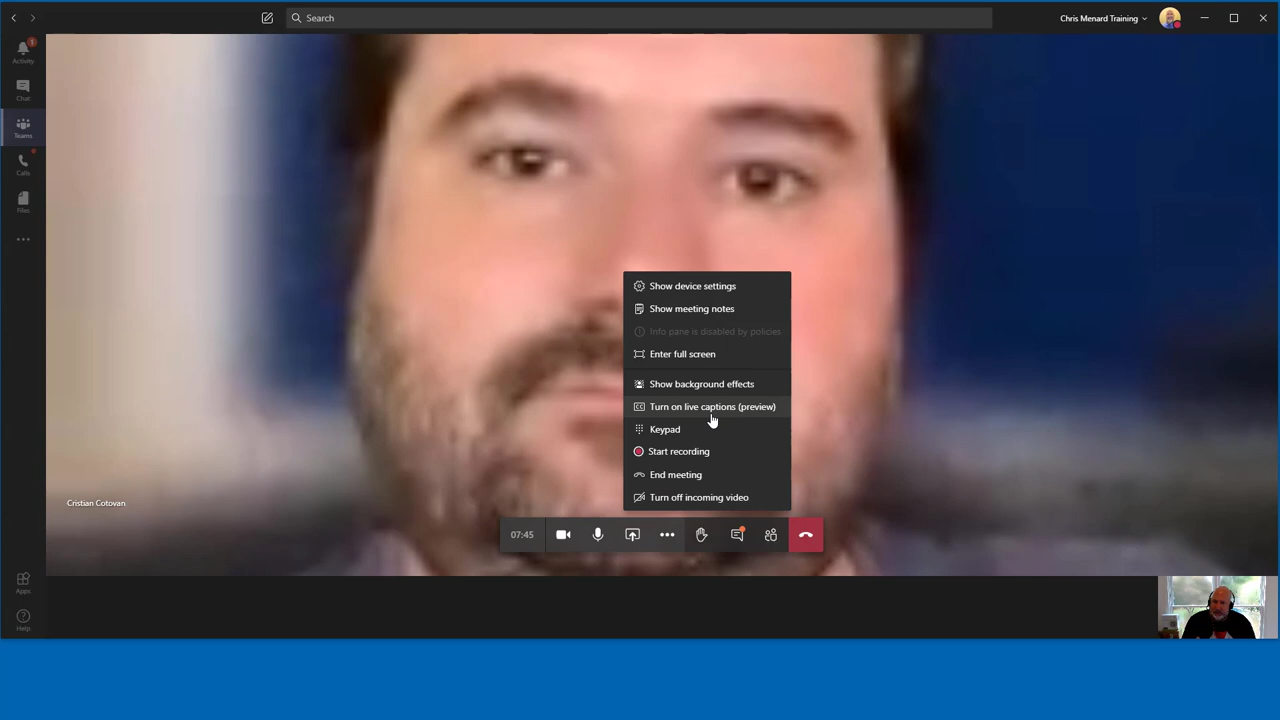 Search
Chris Menard Training
1
Activity
Chat
Teams
Calls
Files
Apps
Help
Show device settings
Show meeting notes
Info pane is disabled by policies
Enter full screen
Show background effects
CC Turn on live captions (preview)
Keypad
Start recording
End meeting
Turn off incoming video
Cristian Cotovan
07:45